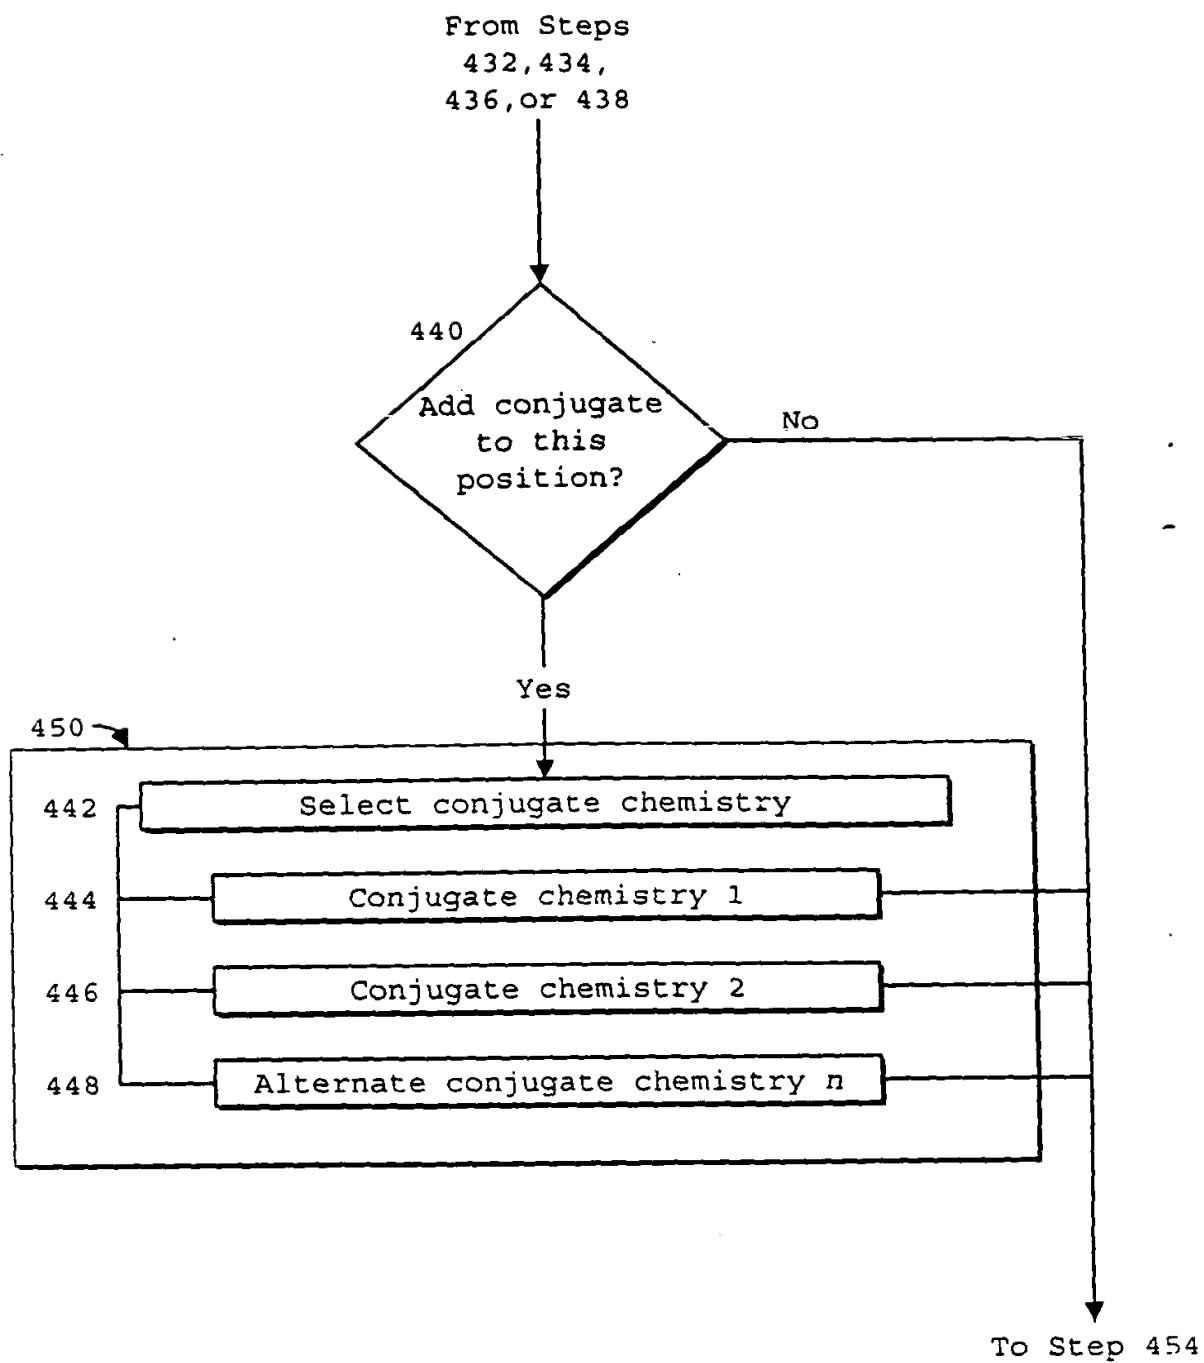 From Steps
432,434,
436,or 438
440
Add conjugate
to this
position?
No
Yes
450
442
Select conjugate chemistry
444
Conjugate chemistry 1
446
Conjugate chemistry 2
448
Alternate conjugate chemistry n
To Step 454